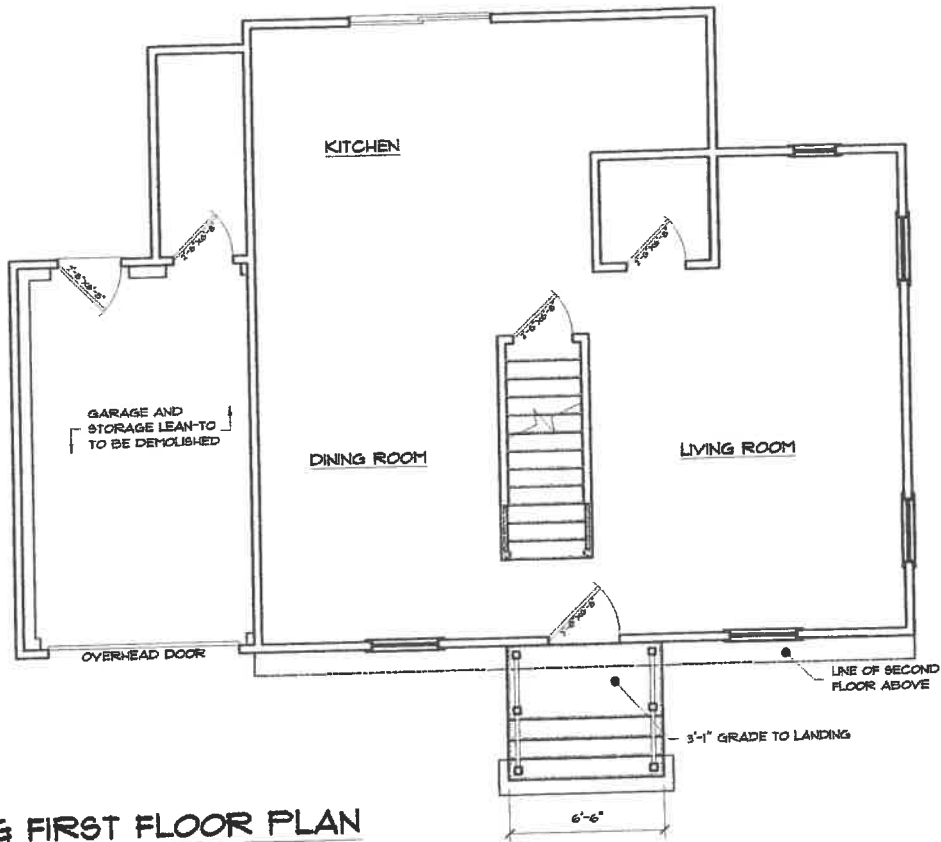 KITCHEN
GARAGE AND
STORAGE LEAN-TO
TO BE DEMOLISHED
DINING ROOM
LIVING ROOM
OVERHEAD DOOR
LINE OF SECOND
FLOOR ABOVE
3'-1" GRADE TO LANDING
6'-6"
FIRST FLOOR PLAN